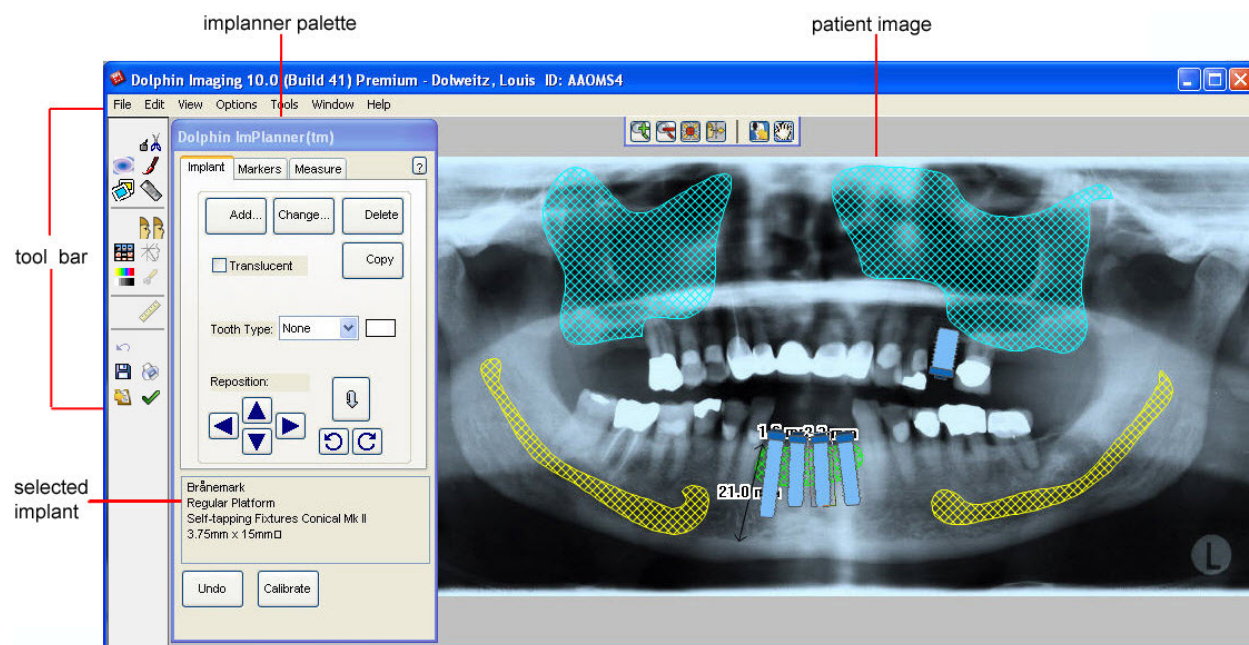 implanner palette
patient image
Dolphin Imaging 10.0 (Build 41) Premium - Dolweitz, Louis ID: AAOMS4
File Edit View Options Tools Window Help
Dolphin ImPlanner(tm)
Implant Markers Measure ?
Add... Change... Delete
Translucent Copy
tool bar
Tooth Type: None
Reposition:
21.0 mm
selected
implant
Brånemark
Regular Platform
Self-tapping Fixtures Conical Mk II
3.75mm x 15mm
L
Undo Calibrate